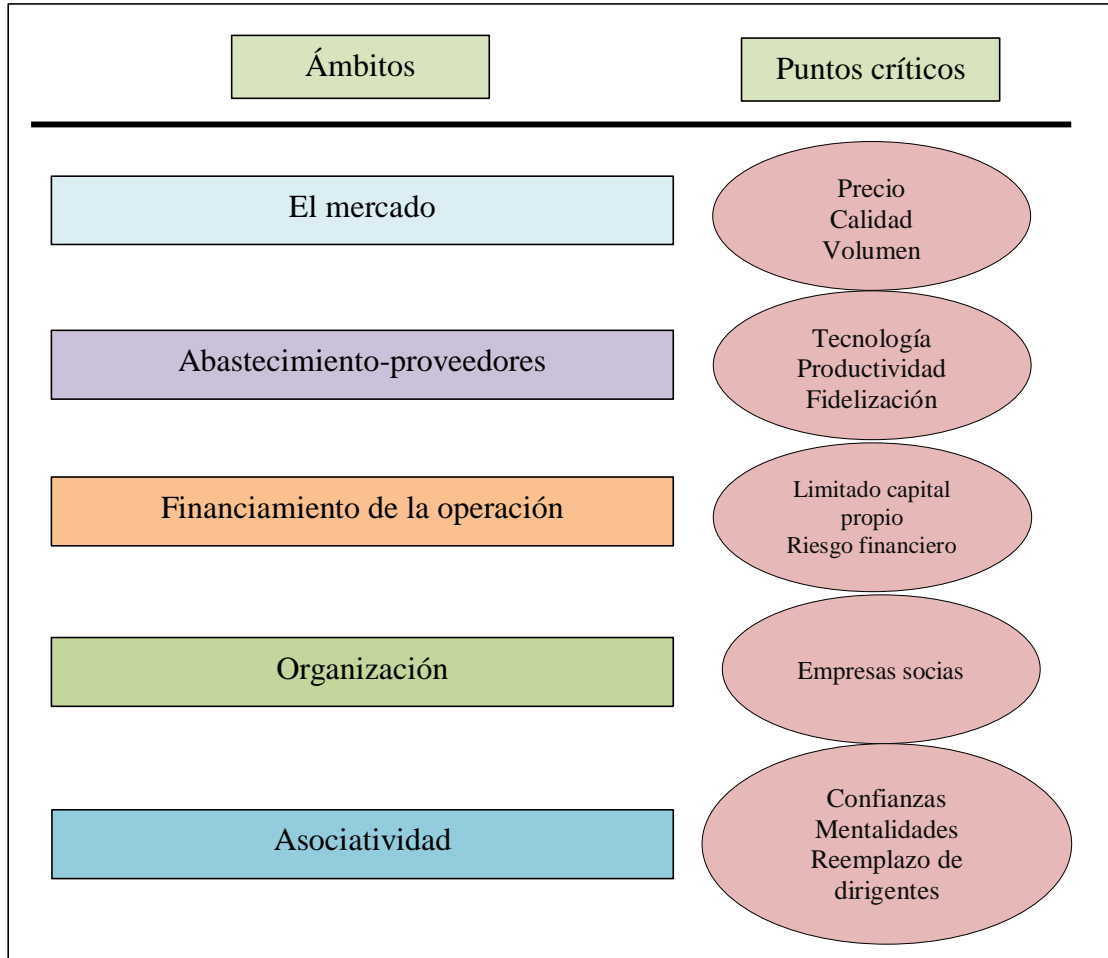 Ámbitos
Puntos críticos
El mercado
Precio
Calidad
Volumen
Abastecimiento-proveedores
Tecnología
Productividad
Fidelización
Financiamiento de la operación
Limitado capital
propio
Riesgo financiero
Organización
Empresas socias
Asociatividad
Confianzas
Mentalidades
Reemplazo de
dirigentes